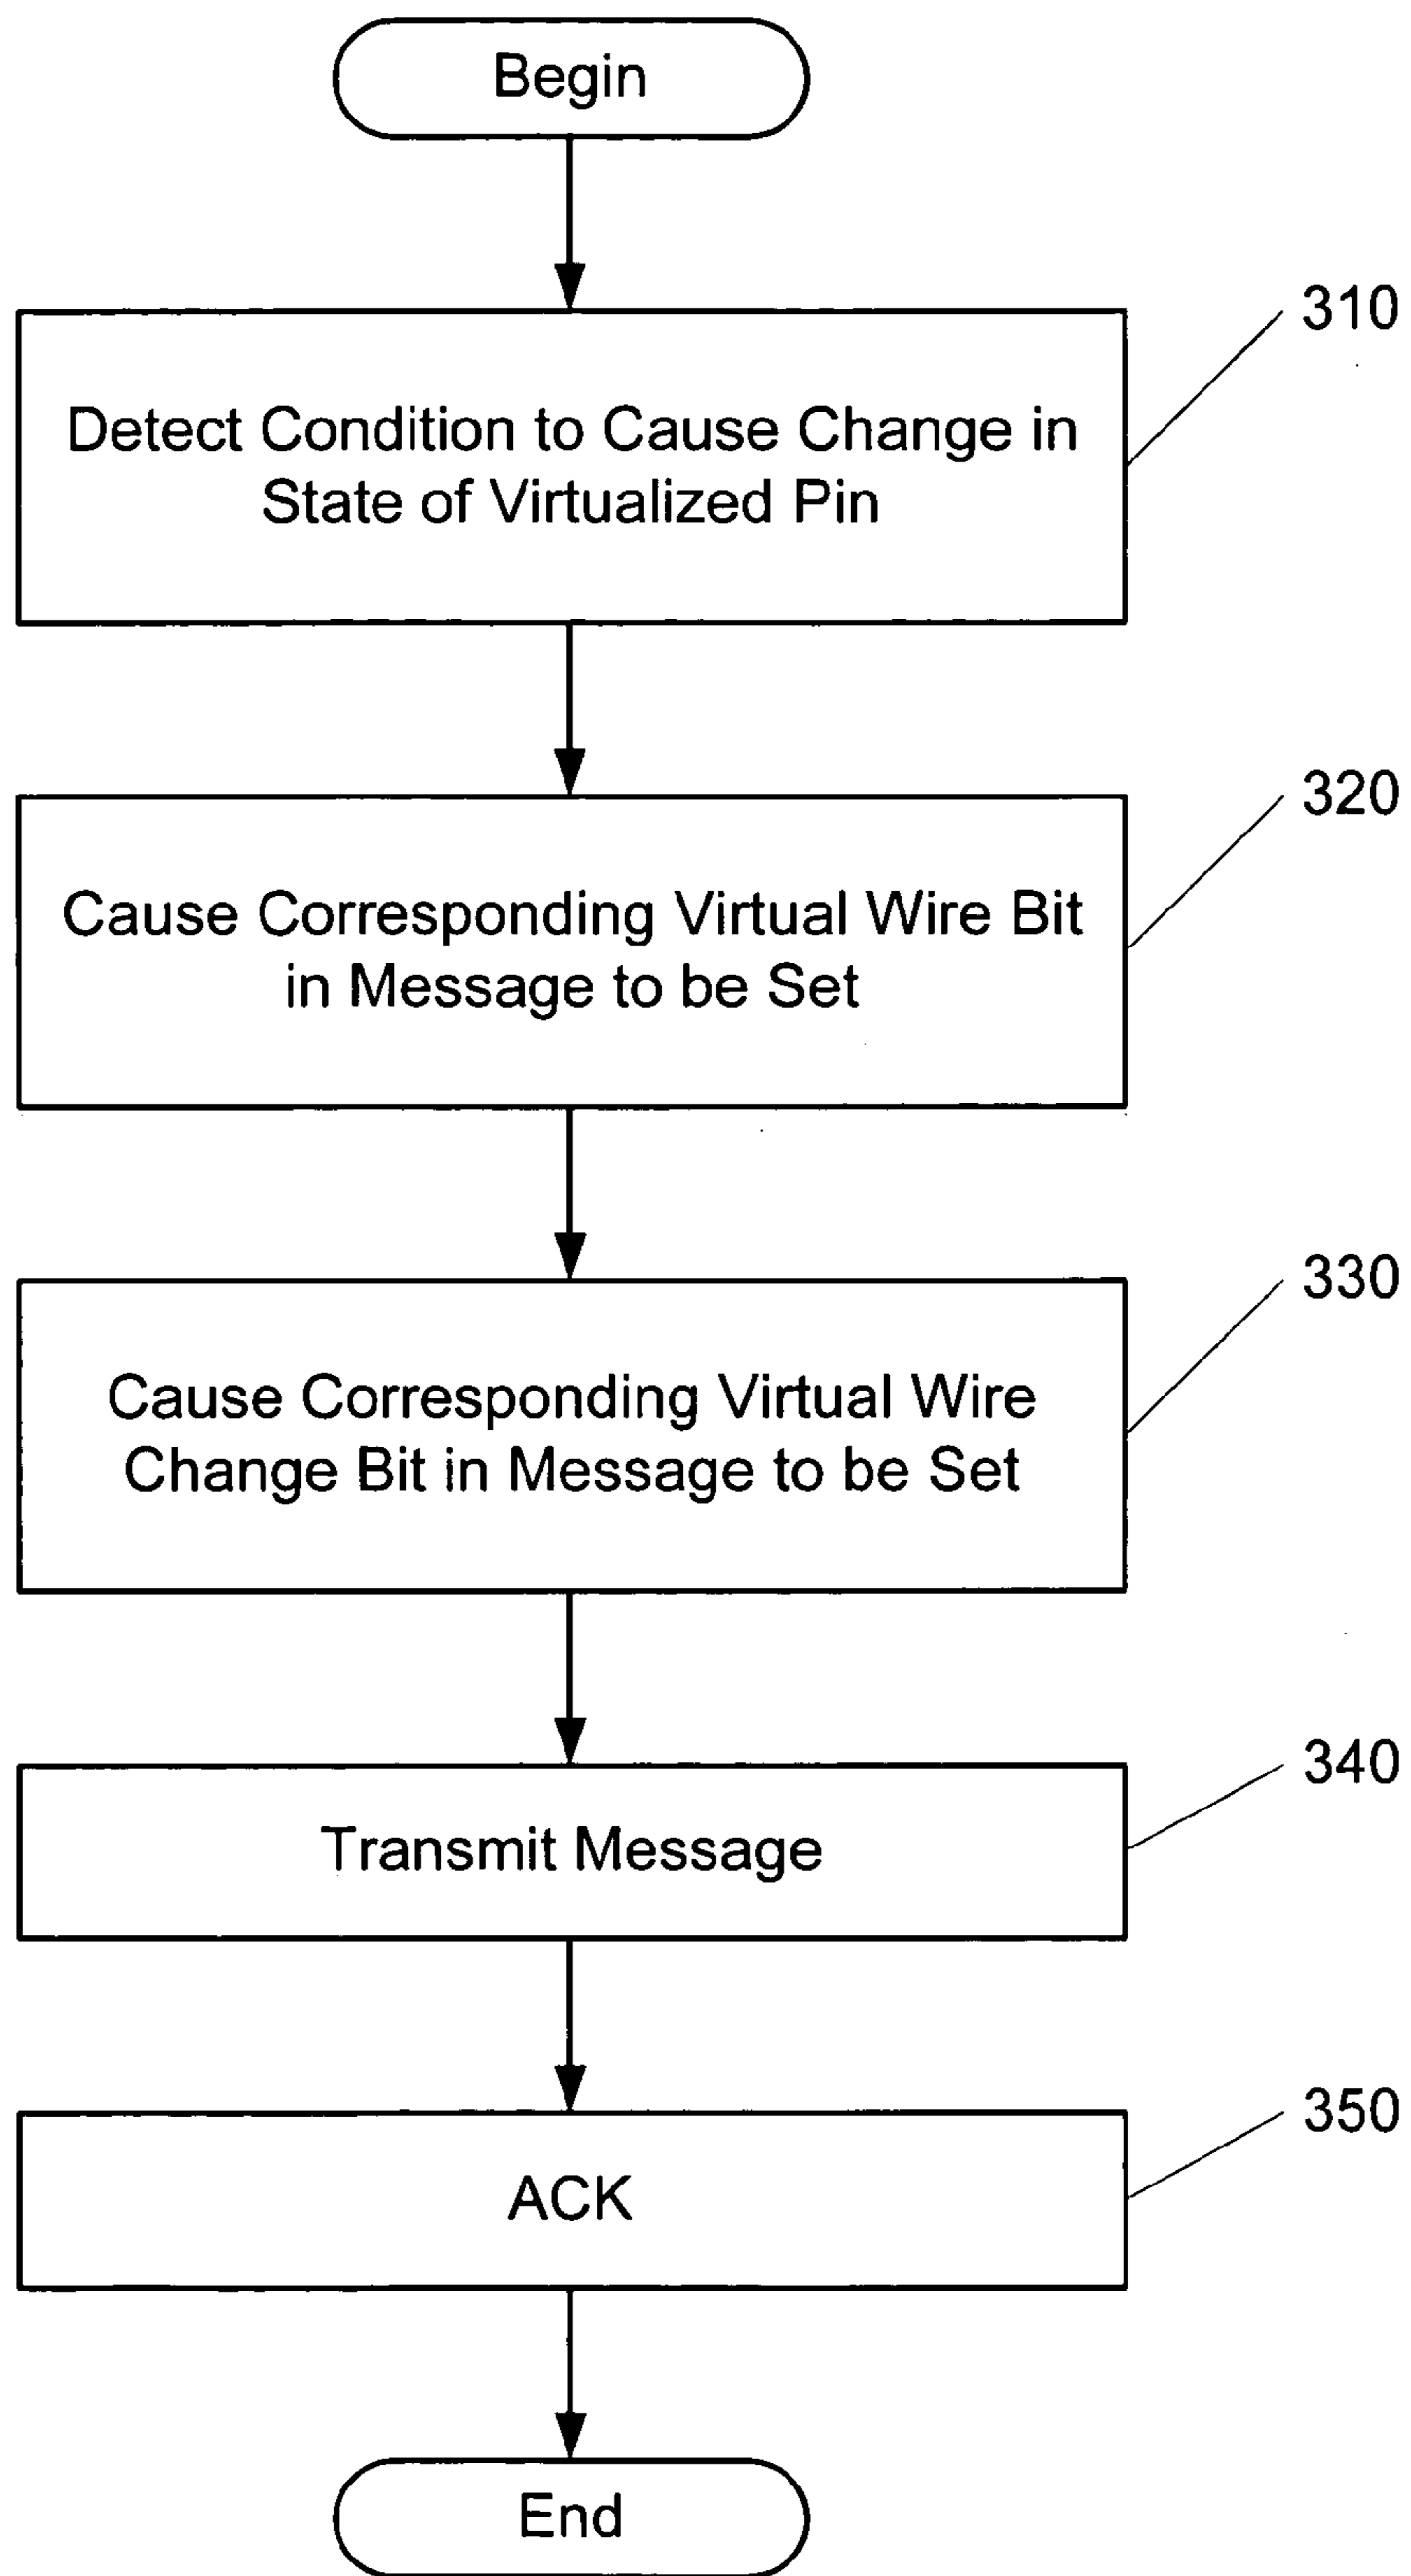 Begin
310
Detect Condition to Cause Change in
State of Virtualized Pin
320
Cause Corresponding Virtual Wire Bit
in Message to be Set
330
Cause Corresponding Virtual Wire
Change Bit in Message to be Set
340
Transmit Message
350
ACK
End